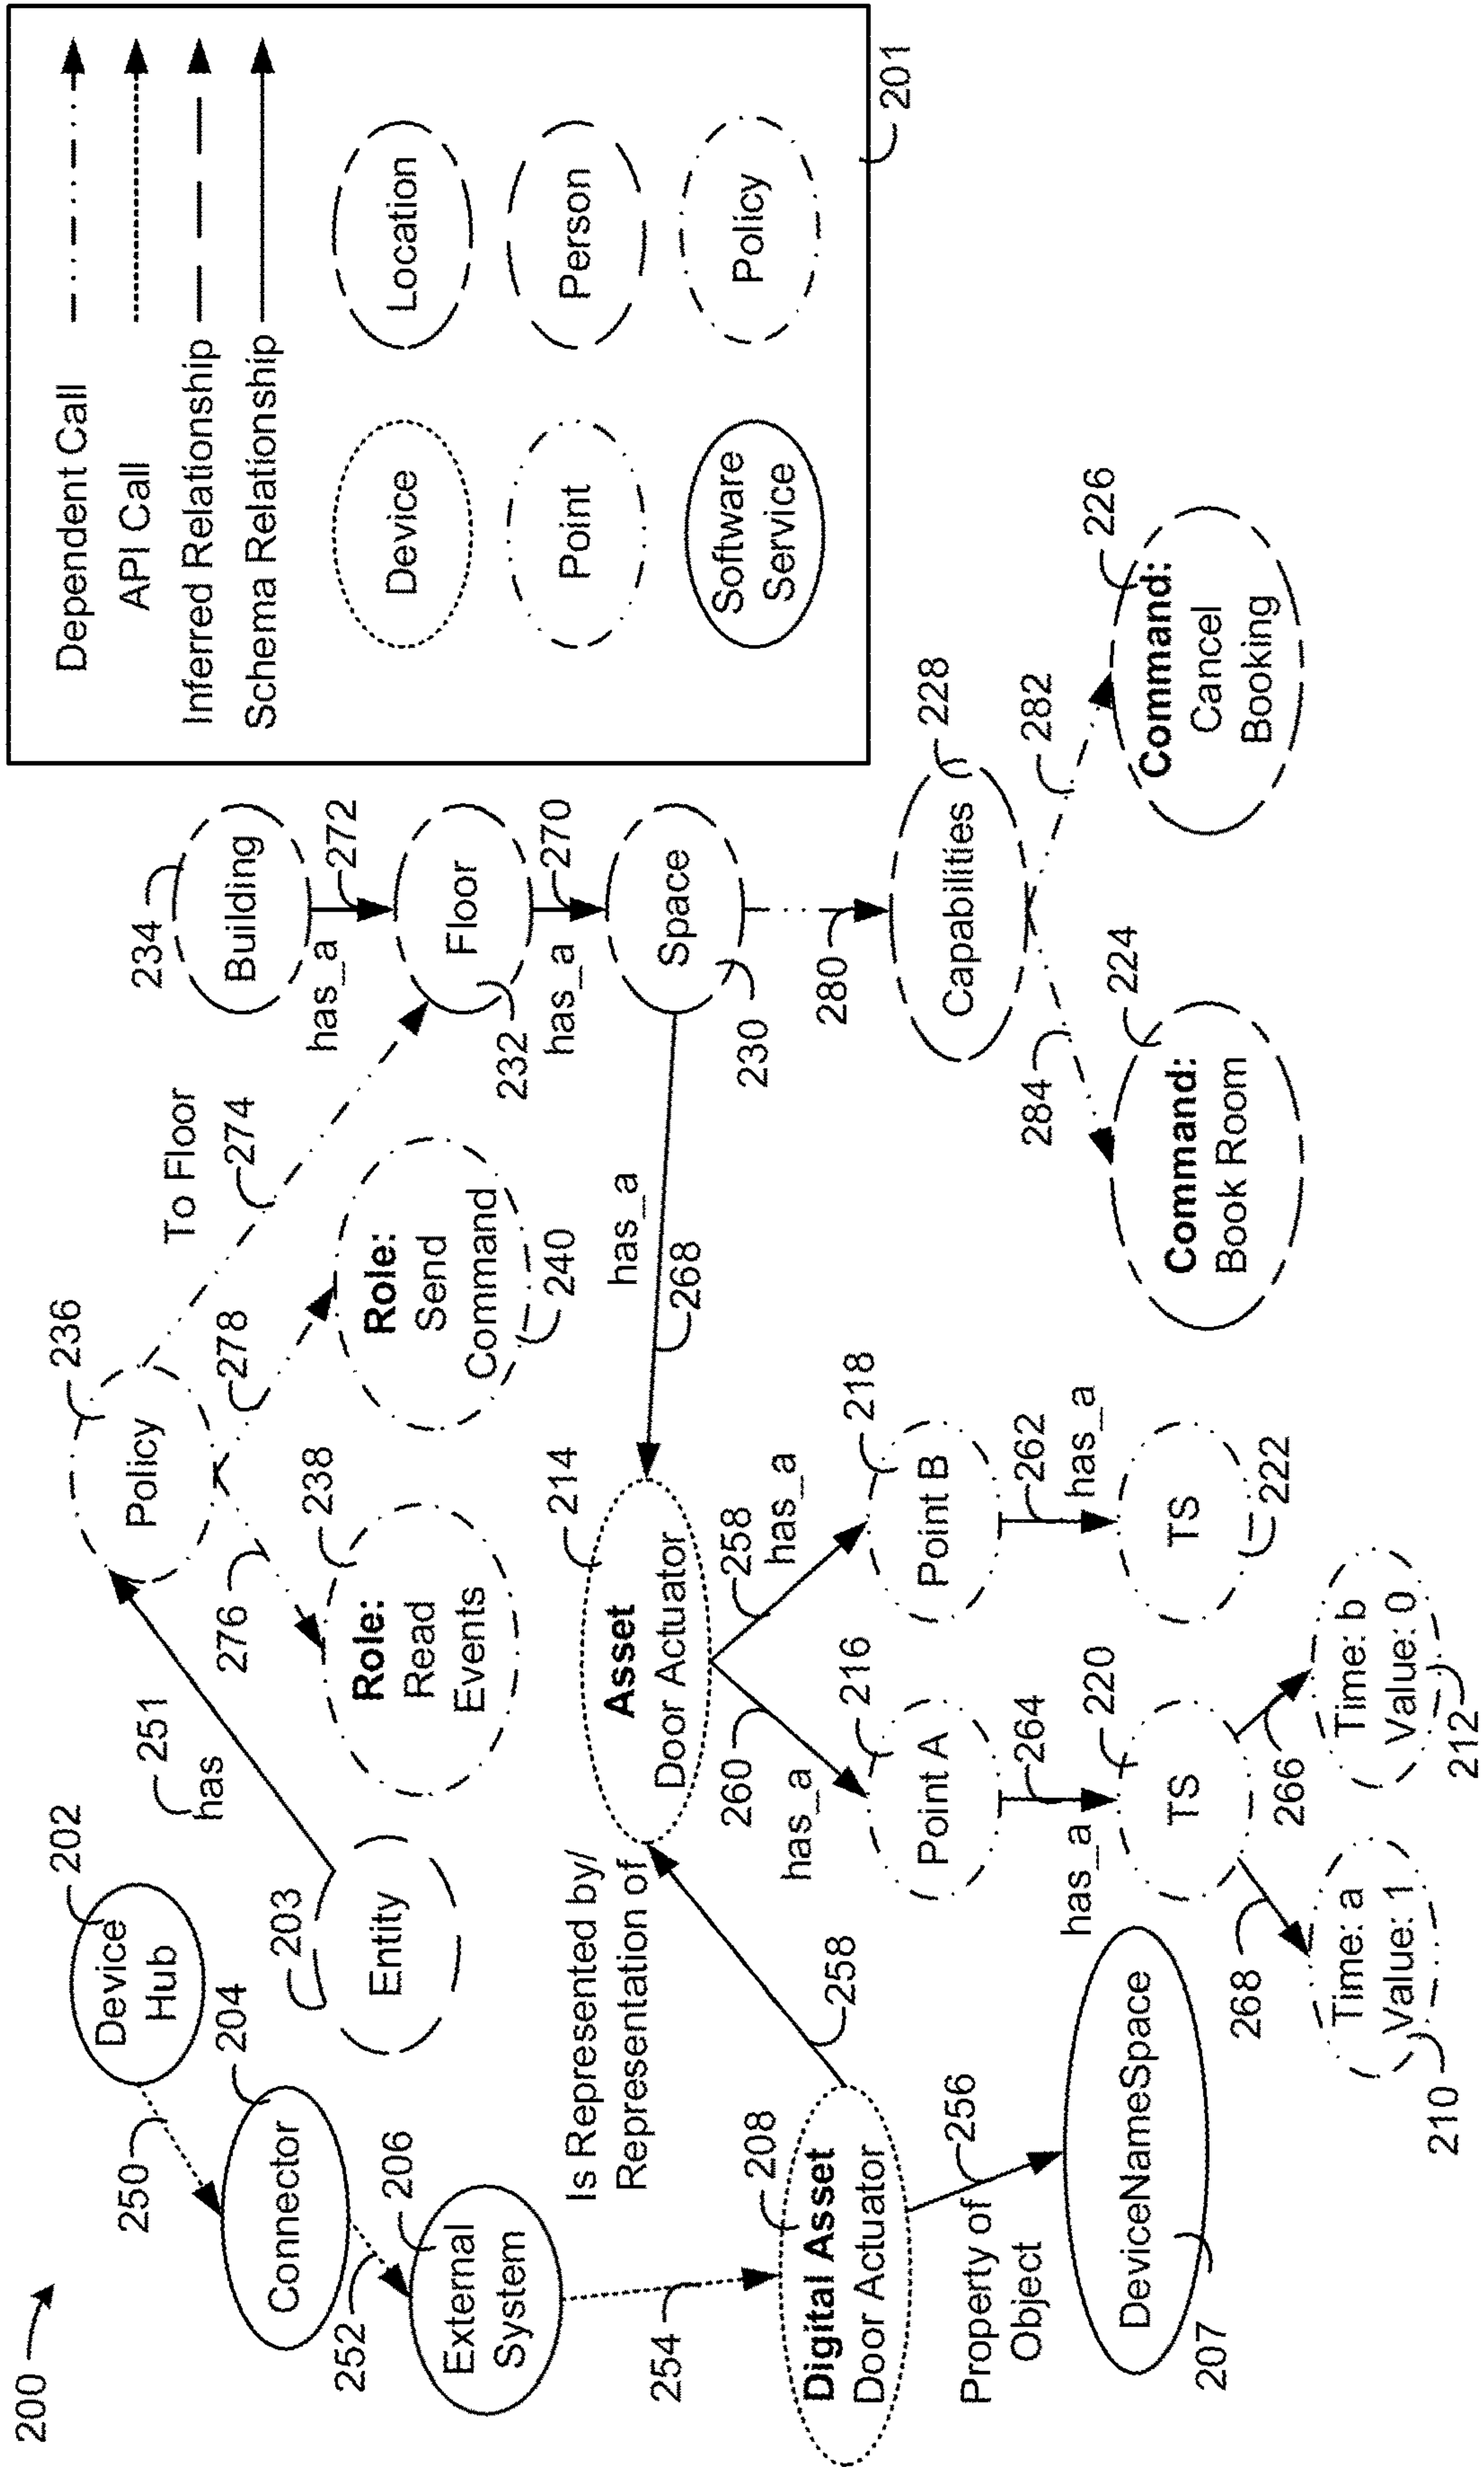 200
Device
Hub
202
250
Connector
204
252
External
System
206
254
Digital Asset
Door Actuator
208
Property of
Object
256
DeviceNameSpace
207
Is Represented by/
Representation of
258
Entity
203
has
251
Policy
236
276
278
Role:
Read
Events
238
Role:
Send
Command
240
To Floor
274
Building
234
has_a
272
Floor
232
has_a
270
Space
230
has_a
268
280
Capabilities
228
284
282
Command:
Book Room
224
Command:
Cancel
Booking
226
Asset
Door Actuator
214
260
has_a
258
has_a
Point A
216
Point B
218
has_a
264
262
has_a
TS
220
TS
222
268
266
Time: a
Value: 1
210
Time: b
Value: 0
212
Dependent Call
API Call
Inferred Relationship
Schema Relationship
Device
Location
Point
Person
Software
Service
Policy
201